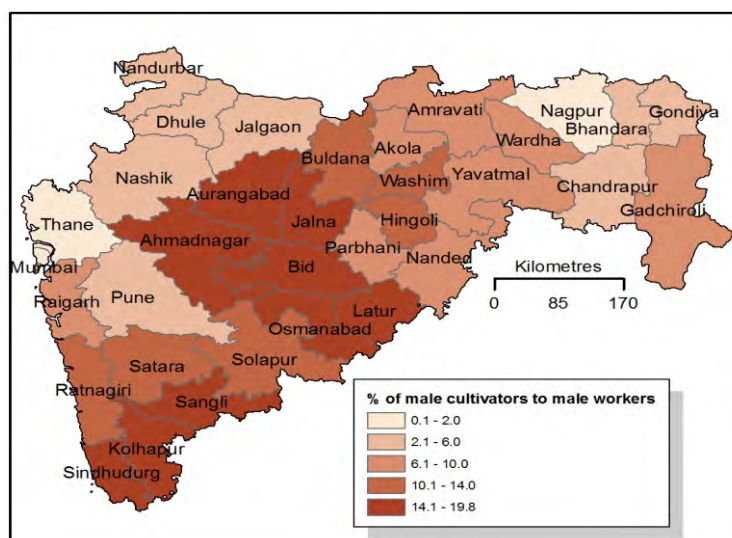 Nandurbar
Dhule
Jalgaon
Nashik
Buldana
Akola
Amravati
Nagpur
Bhandara
Gondiya
Wardha
Washim
Yavatmal
Chandrapur
Gadchiroli
Aurangabad
Jalna
Hingoli
Parbhani
Nanded
Thane
Mumbai
Ahmadnagar
Bid
Raigarh
Pune
Latur
Osmanabad
Solapur
Satara
Ratnagiri
Sangli
Kolhapur
Sindhudurg
Kilometres
0 85 170
% of male cultivators to male workers
0.1 - 2.0
2.1 - 6.0
6.1 - 10.0
10.1 - 14.0
14.1 - 19.8